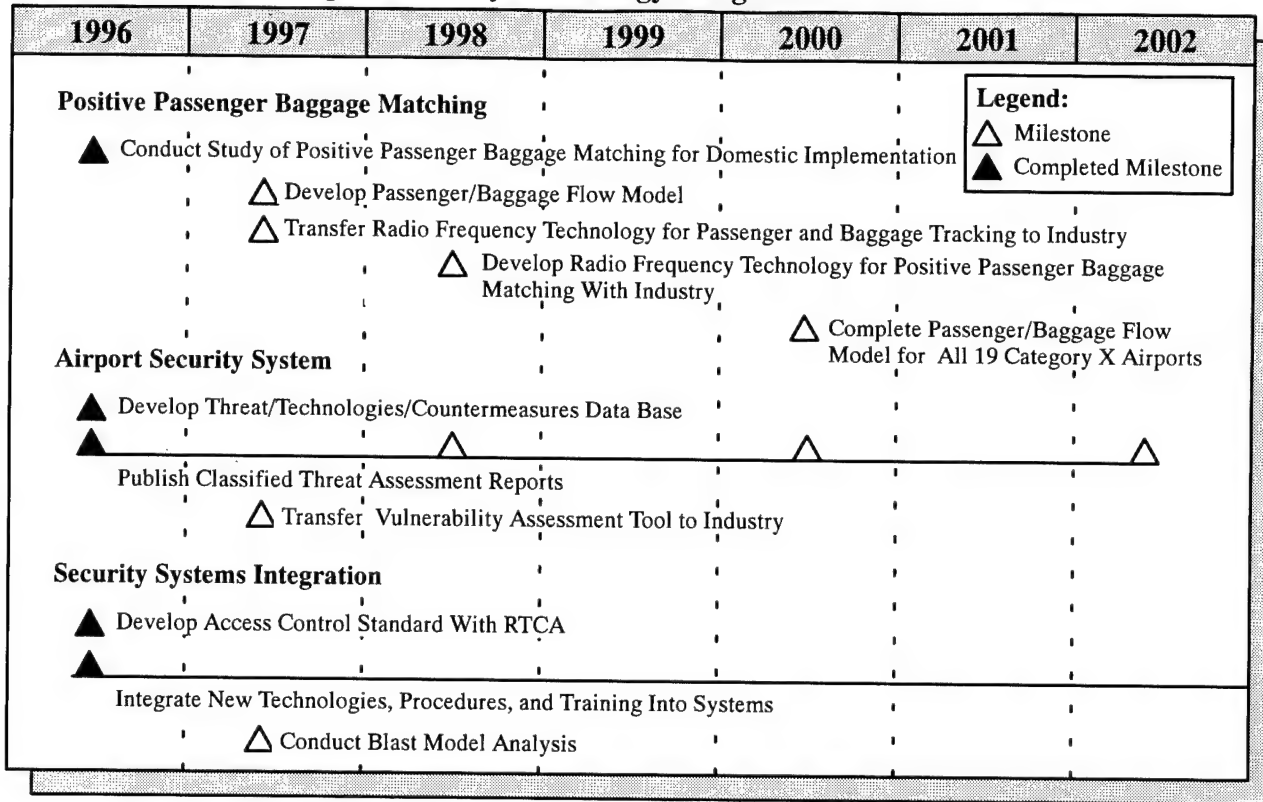 1996 1997 1998 1999 2000 2001 2002
Legend:
Milestone
Completed Milestone
Positive Passenger Baggage Matching
Conduct Study of Positive Passenger Baggage Matching for Domestic Implementation
Develop Passenger/Baggage Flow Model
Transfer Radio Frequency Technology for Passenger and Baggage Tracking to Industry
Develop Radio Frequency Technology for Positive Passenger Baggage
Matching With Industry
Complete Passenger/Baggage Flow
Model for All 19 Category X Airports
Airport Security System
Develop Threat/Technologies/Countermeasures Data Base
Publish Classified Threat Assessment Reports
Transfer Vulnerability Assessment Tool to Industry
Security Systems Integration
Develop Access Control Standard With RTCA
Integrate New Technologies, Procedures, and Training Into Systems
Conduct Blast Model Analysis